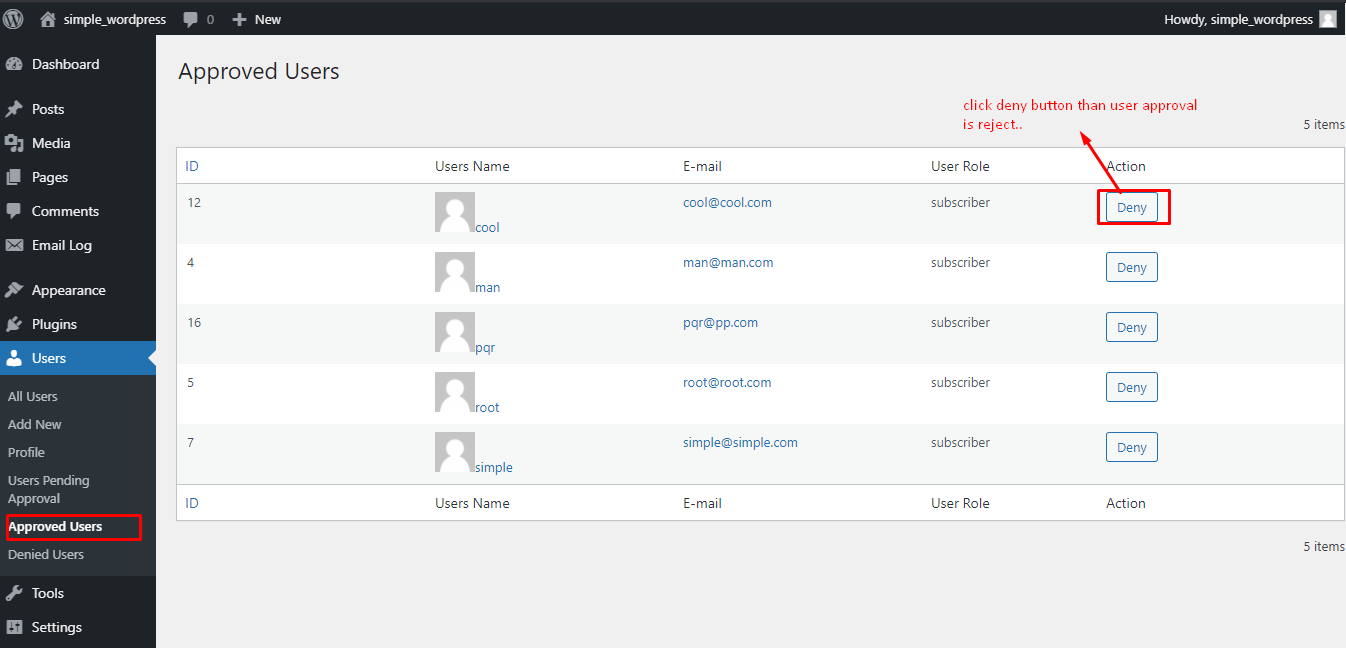 simple_wordpress 0 New Howdy, simple_wordpress
Dashboard
Posts
Media
Pages
Comments
Email Log
Appearance
Plugins
Users
All Users
Add New
Profile
Users Pending
Approval
Approved Users
Denied Users
Tools
Settings
Approved Users
click deny button than user approval
is reject..
5 items
ID Users Name E-mail User Role Action
12 cool cool@cool.com subscriber Deny
4 man man@man.com subscriber Deny
16 pqr pqr@pp.com subscriber Deny
5 root root@root.com subscriber Deny
7 simple simple@simple.com subscriber Deny
ID Users Name E-mail User Role Action
5 items